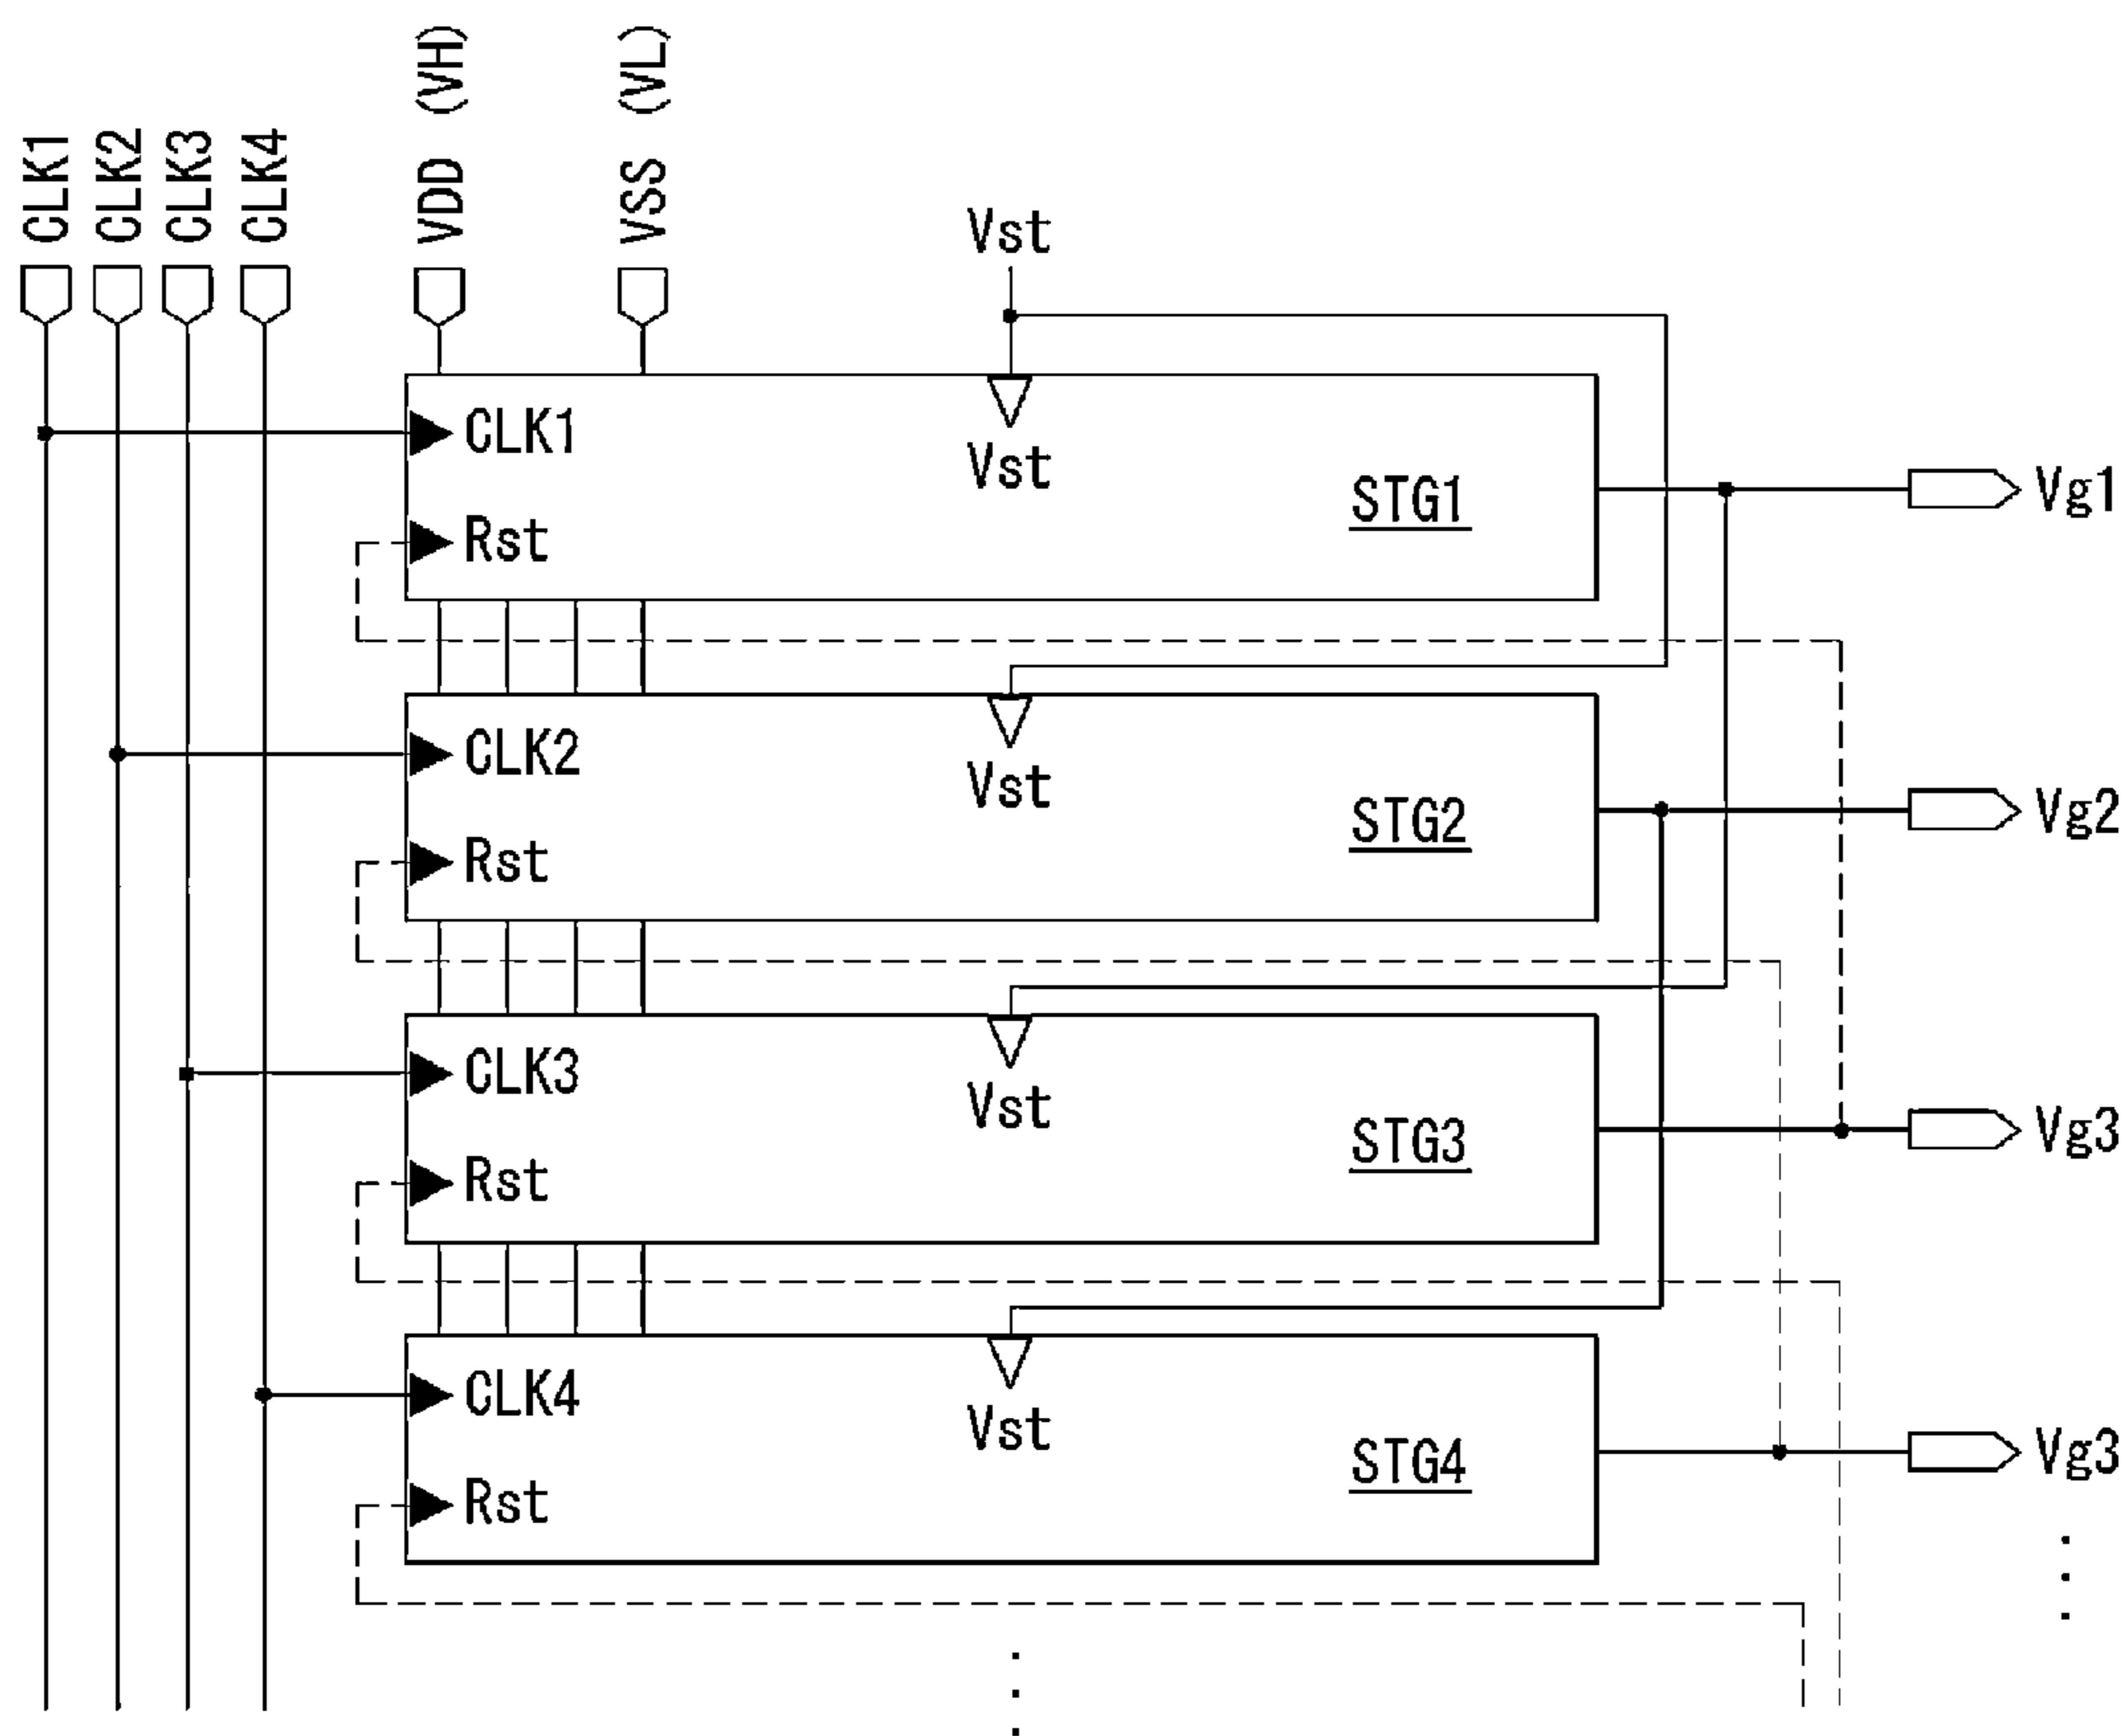 CLK1
CLK2
CLK3
CLK4
VDD (VH)
VSS (VL)
Vst
CLK1
Vst
Rst
STG1
Vg1
CLK2
Vst
Rst
STG2
Vg2
CLK3
Vst
Rst
STG3
Vg3
CLK4
Vst
Rst
STG4
Vg3